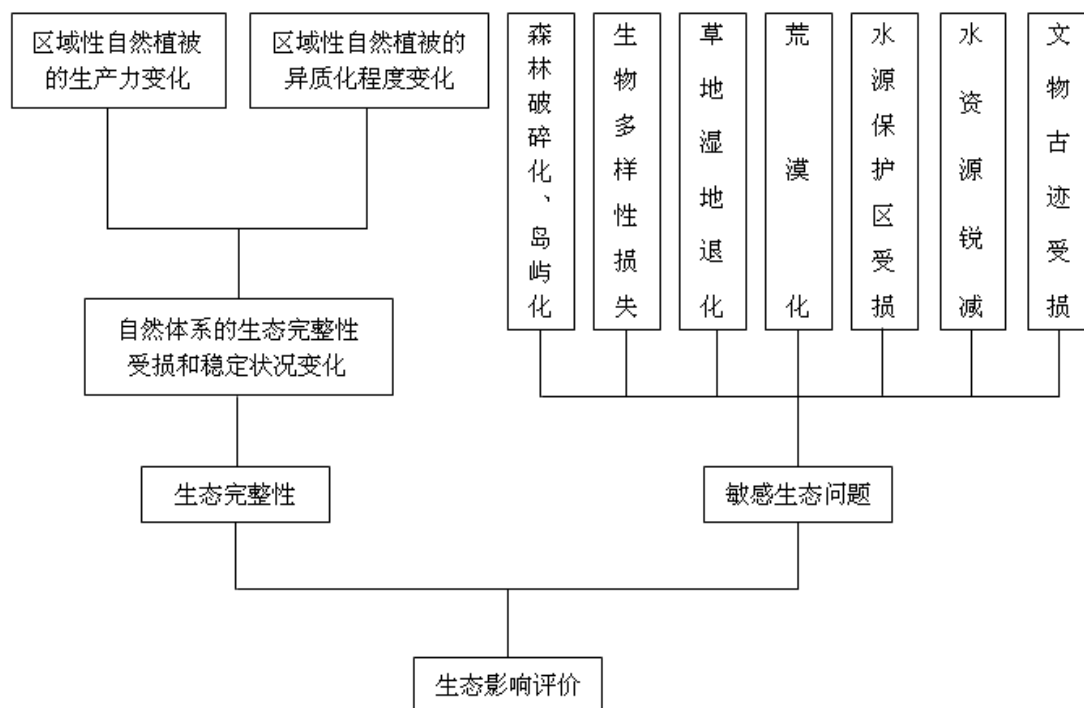 区域性自然植被
的生产力变化
区域性自然植被的
异质化程度变化
森林破碎化、岛屿化
生物多样性损失
草地湿地退化
荒漠化
水源保护区受损
水资源锐减
文物古迹受损
自然体系的生态完整性
受损和稳定状况变化
生态完整性
敏感生态问题
生态影响评价